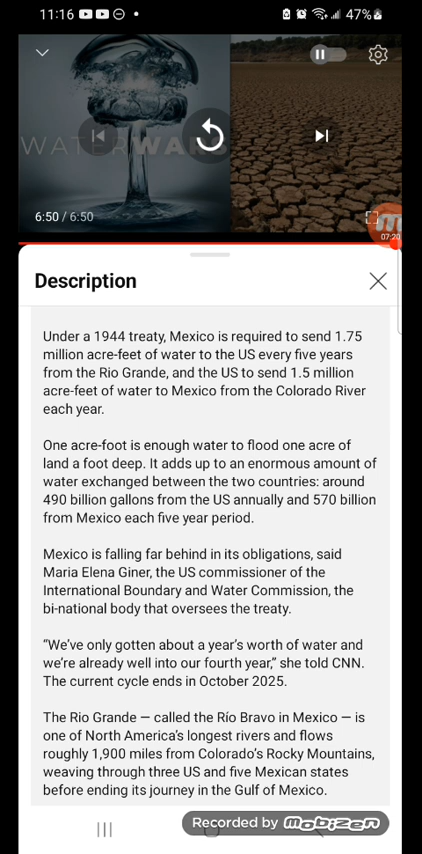 11:16
47%
WATERWARS
6:50 / 6:50
07:20
Description
Under a 1944 treaty, Mexico is required to send 1.75
million acre-feet of water to the US every five years
from the Rio Grande, and the US to send 1.5 million
acre-feet of water to Mexico from the Colorado River
each year.
One acre-foot is enough water to flood one acre of
land a foot deep. It adds up to an enormous amount of
water exchanged between the two countries: around
490 billion gallons from the US annually and 570 billion
from Mexico each five year period.
Mexico is falling far behind in its obligations, said
Maria Elena Giner, the US commissioner of the
International Boundary and Water Commission, the
bi-national body that oversees the treaty.
“We’ve only gotten about a year’s worth of water and
we’re already well into our fourth year,” she told CNN.
The current cycle ends in October 2025.
The Rio Grande — called the Río Bravo in Mexico — is
one of North America’s longest rivers and flows
roughly 1,900 miles from Colorado’s Rocky Mountains,
weaving through three US and five Mexican states
before ending its journey in the Gulf of Mexico.
Recorded by mobizen